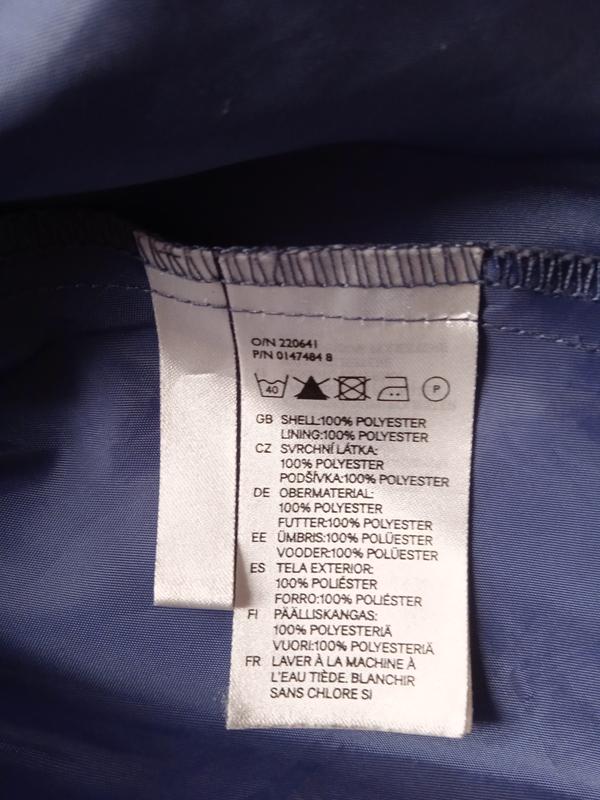 O/N 220641
P/N 0147484 8
40 P
GB SHELL:100% POLYESTER
LINING:100% POLYESTER
CZ SVRCHNÍ LÁTKA:
100% POLYESTER
PODŠÍVKA:100% POLYESTER
DE OBERMATERIAL:
100% POLYESTER
FUTTER:100% POLYESTER
EE ÜMBRIS:100% POLÜESTER
VOODER:100% POLÜESTER
ES TELA EXTERIOR:
100% POLIÉSTER
FORRO:100% POLIÉSTER
FI PÄÄLLISKANGAS:
100% POLYESTERIÄ
VUORI:100% POLYESTERIÄ
FR LAVER À LA MACHINE À
L'EAU TIÈDE. BLANCHIR
SANS CHLORE SI